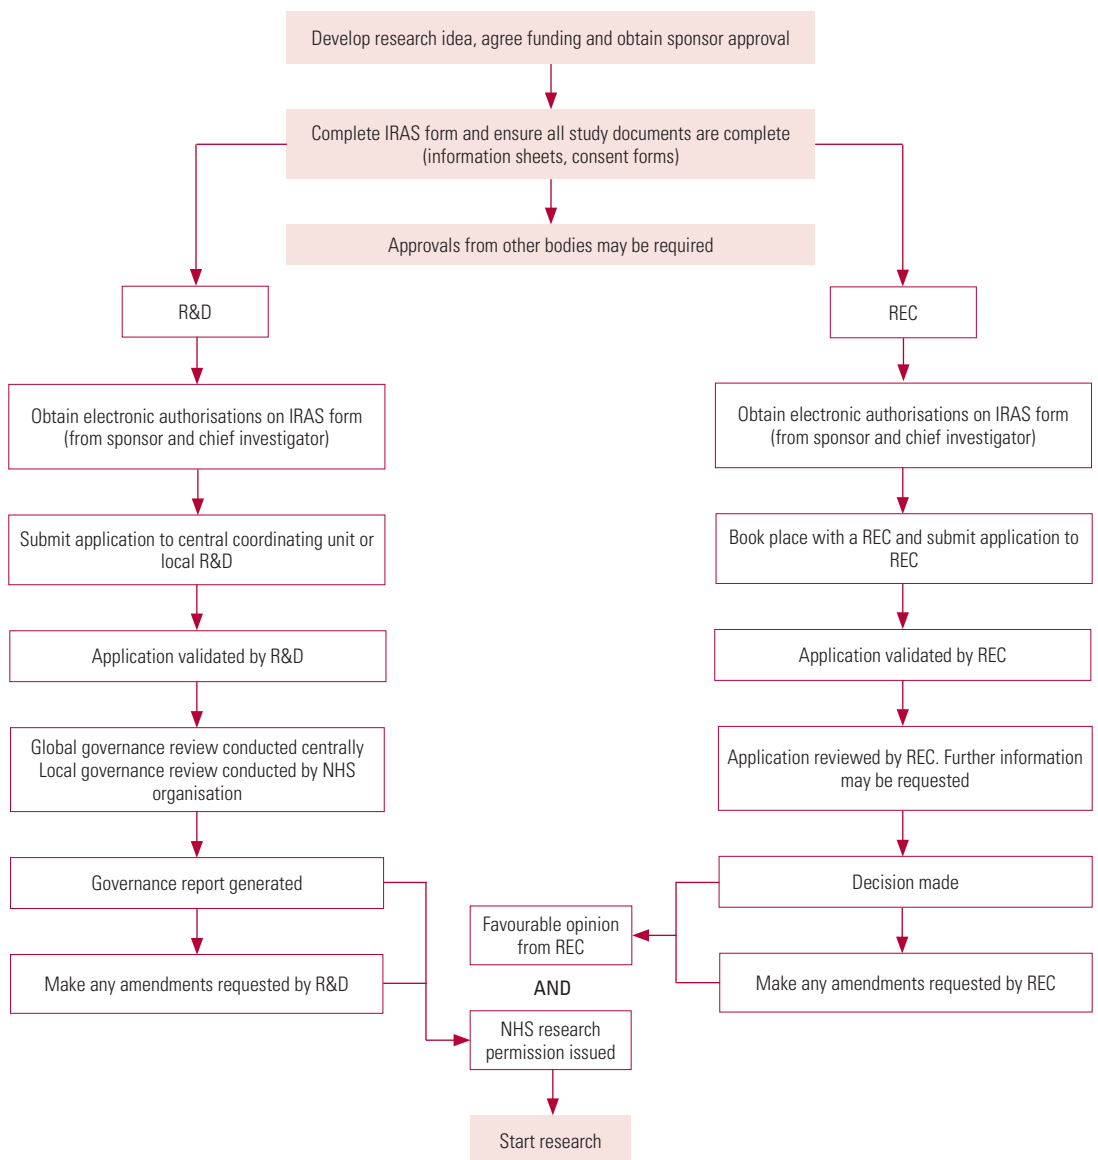 Develop research idea, agree funding and obtain sponsor approval
Complete IRAS form and ensure all study documents are complete
(information sheets, consent forms)
Approvals from other bodies may be required
R&D
Obtain electronic authorisations on IRAS form
(from sponsor and chief investigator)
Submit application to central coordinating unit or
local R&D
Application validated by R&D
Global governance review conducted centrally
Local governance review conducted by NHS
organisation
Governance report generated
Make any amendments requested by R&D
REC
Obtain electronic authorisations on IRAS form
(from sponsor and chief investigator)
Book place with a REC and submit application to
REC
Application validated by REC
Application reviewed by REC. Further information
may be requested
Decision made
Make any amendments requested by REC
Favourable opinion
from REC
AND
NHS research
permission issued
Start research